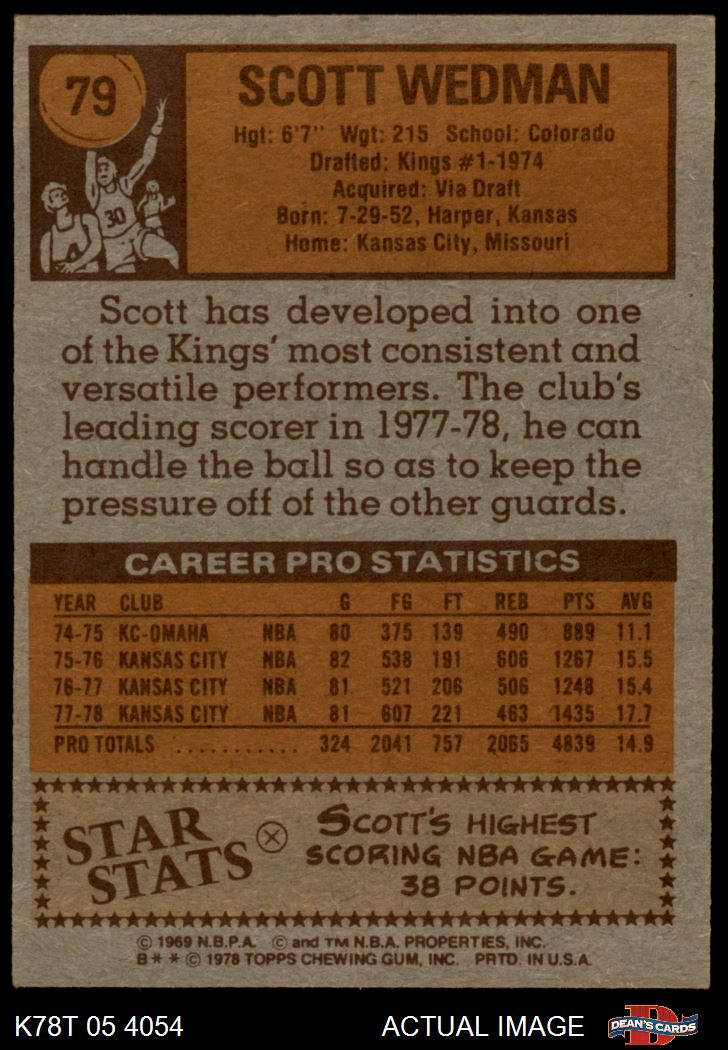 79
SCOTT WEDMAN
Hgt: 6'7" Wgt: 215 School: Colorado
Drafted: Kings #1-1974
Acquired: Via Draft
Born: 7-29-52, Harper, Kansas
Home: Kansas City, Missouri
30
Scott has developed into one
of the Kings' most consistent and
versatile performers. The club's
leading scorer in 1977-78, he can
handle the ball so as to keep the
pressure off of the other guards.
CAREER PRO STATISTICS
YEAR CLUB G FG FT REB PTS AVG
74-75 KC-OMAHA NBA 80 375 139 490 889 11.1
75-76 KANSAS CITY NBA 82 538 191 606 1267 15.5
76-77 KANSAS CITY NBA 81 521 206 506 1248 15.4
77-78 KANSAS CITY NBA 81 607 221 463 1435 17.7
PRO TOTALS ........... 324 2041 757 2065 4839 14.9
STAR
STATS
SCOTT'S HIGHEST
SCORING NBA GAME:
38 POINTS.
© 1969 N.B.P.A. © and TM N.B.A. PROPERTIES, INC.
B** © 1978 TOPPS CHEWING GUM, INC. PRTD. IN U.S.A.
K78T 05 4054 ACTUAL IMAGE DEAN'S CARDS